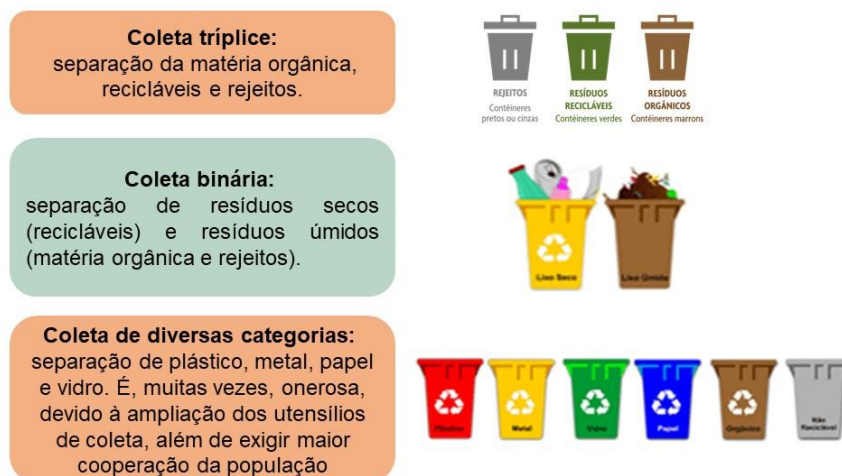 Coleta tríplice:
separação da matéria orgânica,
recicláveis e rejeitos.
REJEITOS
Contêineres
pretos ou cinzas
RESÍDUOS
RECICLÁVEIS
Contêineres verdes
RESÍDUOS
ORGÂNICOS
Contêineres marrons
Coleta binária:
separação de resíduos secos
(recicláveis) e resíduos úmidos
(matéria orgânica e rejeitos).
Lixo Seco
Lixo Úmido
Coleta de diversas categorias:
separação de plástico, metal, papel
e vidro. É, muitas vezes, onerosa,
devido à ampliação dos utensílios
de coleta, além de exigir maior
cooperação da população
Metal
Vidro
Papel
Orgânico
Não
Reciclável